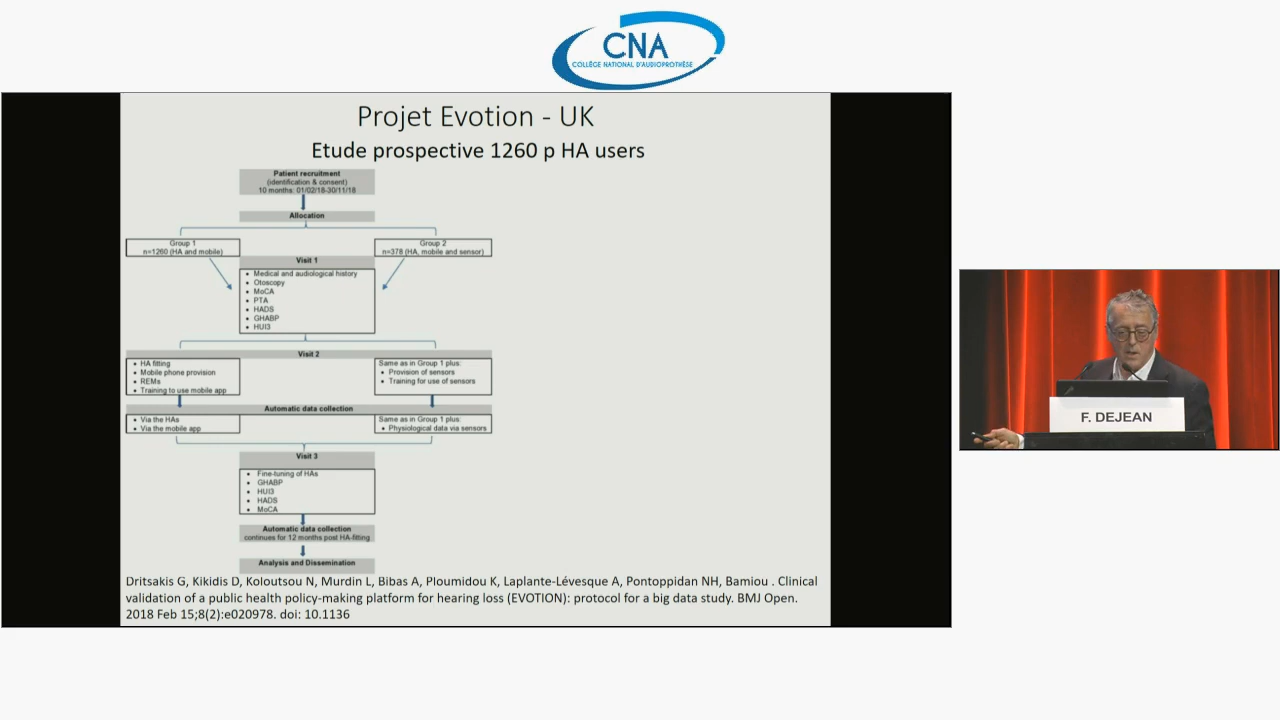 CNA
COLLÈGE NATIONAL D'AUDIOPROTHÈSE
Projet Evotion - UK
Etude prospective 1260 p HA users
Patient recruitment
(identification & consent)
10 months: 01/02/18-30/11/18
Allocation
Group 1
n=1260 (HA and mobile)
Group 2
n=378 (HA, mobile and sensor)
Visit 1
• Medical and audiological history
• Otoscopy
• MoCA
• PTA
• HADS
• GHABP
• HUI3
Visit 2
• HA fitting
• Mobile phone provision
• REMs
• Training to use mobile app
Same as in Group 1 plus:
• Provision of sensors
• Training for use of sensors
Automatic data collection
• Via the HAs
• Via the mobile app
Same as in Group 1 plus:
• Physiological data via sensors
Visit 3
• Fine-tuning of HAs
• GHABP
• HUI3
• HADS
• MoCA
Automatic data collection
continues for 12 months post HA-fitting
Analysis and Dissemination
Dritsakis G, Kikidis D, Koloutsou N, Murdin L, Bibas A, Ploumidou K, Laplante-Lévesque A, Pontoppidan NH, Bamiou . Clinical
validation of a public health policy-making platform for hearing loss (EVOTION): protocol for a big data study. BMJ Open.
2018 Feb 15;8(2):e020978. doi: 10.1136
F. DEJEAN